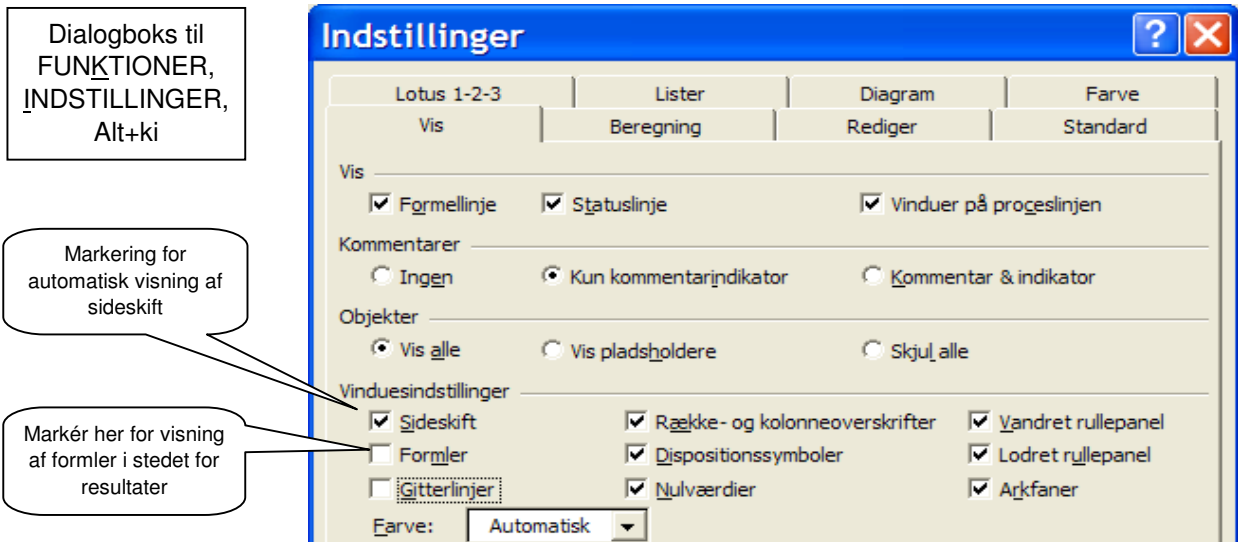 Dialogboks til
FUNKTIONER,
INDSTILLINGER,
Alt+ki
Indstillinger
Lotus 1-2-3 Lister Diagram Farve
Vis Beregning Rediger Standard
Vis
Formellinje Statuslinje Vinduer på proceslinjen
Kommentarer
Ingen Kun kommentarindikator Kommentar & indikator
Objekter
Vis alle Vis pladsholdere Skjul alle
Vinduesindstillinger
Sideskift Række- og kolonneoverskrifter Vandret rullepanel
Formler Dispositionssymboler Lodret rullepanel
Gitterlinjer Nulværdier Arkfaner
Farve: Automatisk
Markering for
automatisk visning af
sideskift
Markér her for visning
af formler i stedet for
resultater